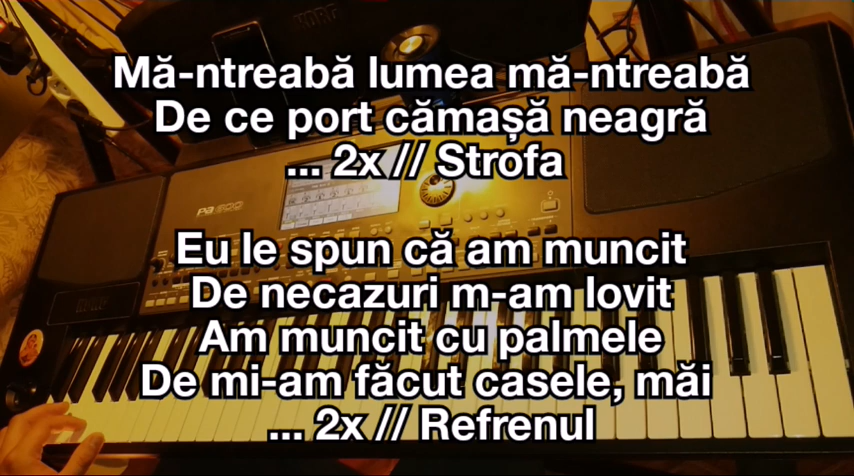 KORG
Mă-ntreabă lumea mă-ntreabă
De ce port cămașă neagră
... 2x // Strofa
Eu le spun că am muncit
De necazuri m-am lovit
Am muncit cu palmele
De mi-am făcut casele, măi
... 2x // Refrenul